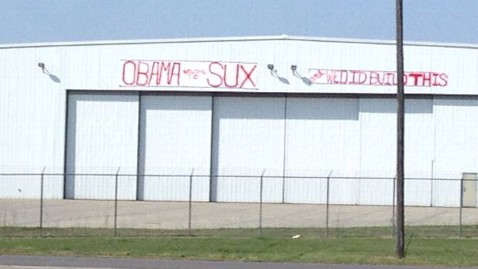 OBAMA SUX
WE DID BUILD THIS